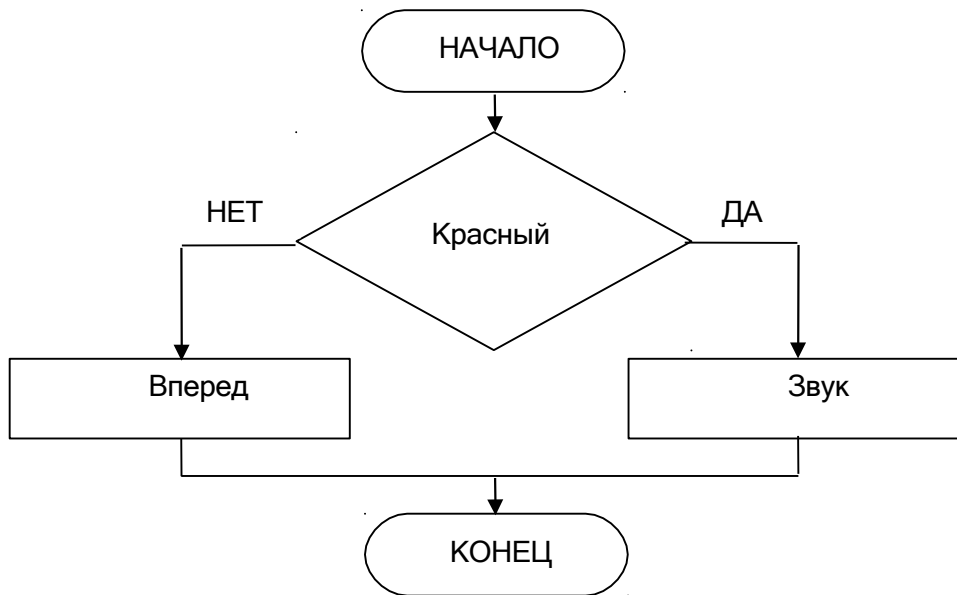 НАЧАЛО
НЕТ
ДА
Красный
Вперед
Звук
КОНЕЦ